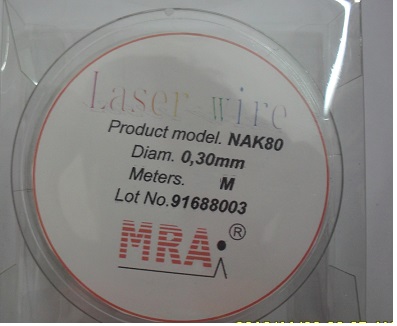 Laser-wire
Product model. NAK80
Diam. 0,30mm
Meters. M
Lot No.91688003
MRA®